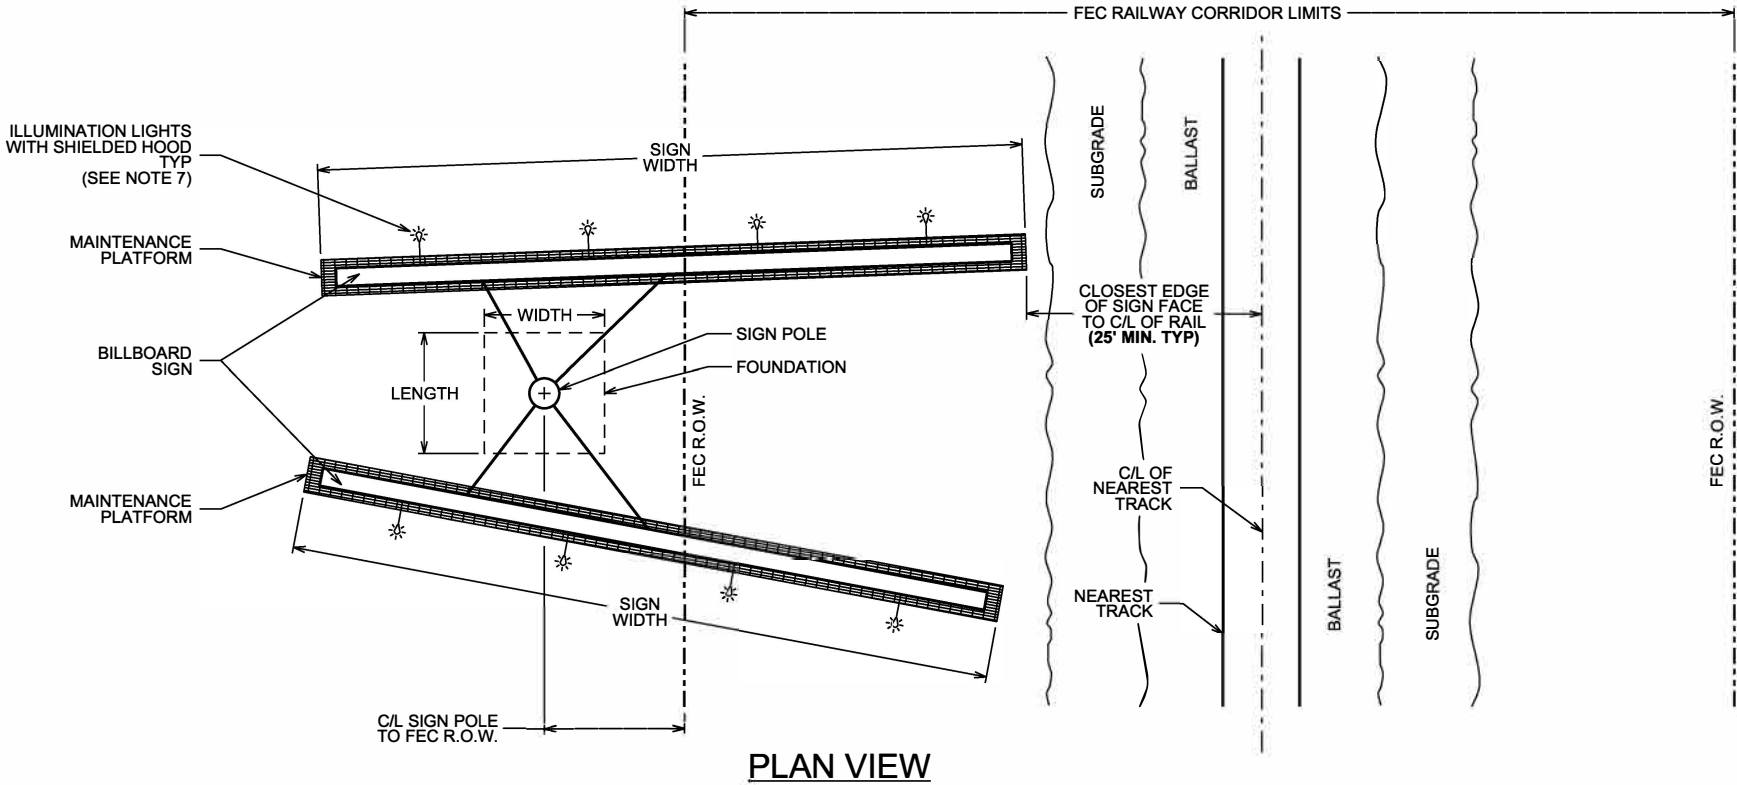 FEC RAILWAY CORRIDOR LIMITS
ILLUMINATION LIGHTS
WITH SHIELDED HOOD
TYP
(SEE NOTE 7)
SIGN
WIDTH
SUBGRADE
BALLAST
MAINTENANCE
PLATFORM
CLOSEST EDGE
OF SIGN FACE
TO C/L OF RAIL
(25' MIN. TYP)
WIDTH
SIGN POLE
BILLBOARD
SIGN
FOUNDATION
LENGTH
FEC R.O.W.
FEC R.O.W.
C/L OF
NEAREST
TRACK
MAINTENANCE
PLATFORM
NEAREST
TRACK
BALLAST
SUBGRADE
SIGN
WIDTH
C/L SIGN POLE
TO FEC R.O.W.
PLAN VIEW